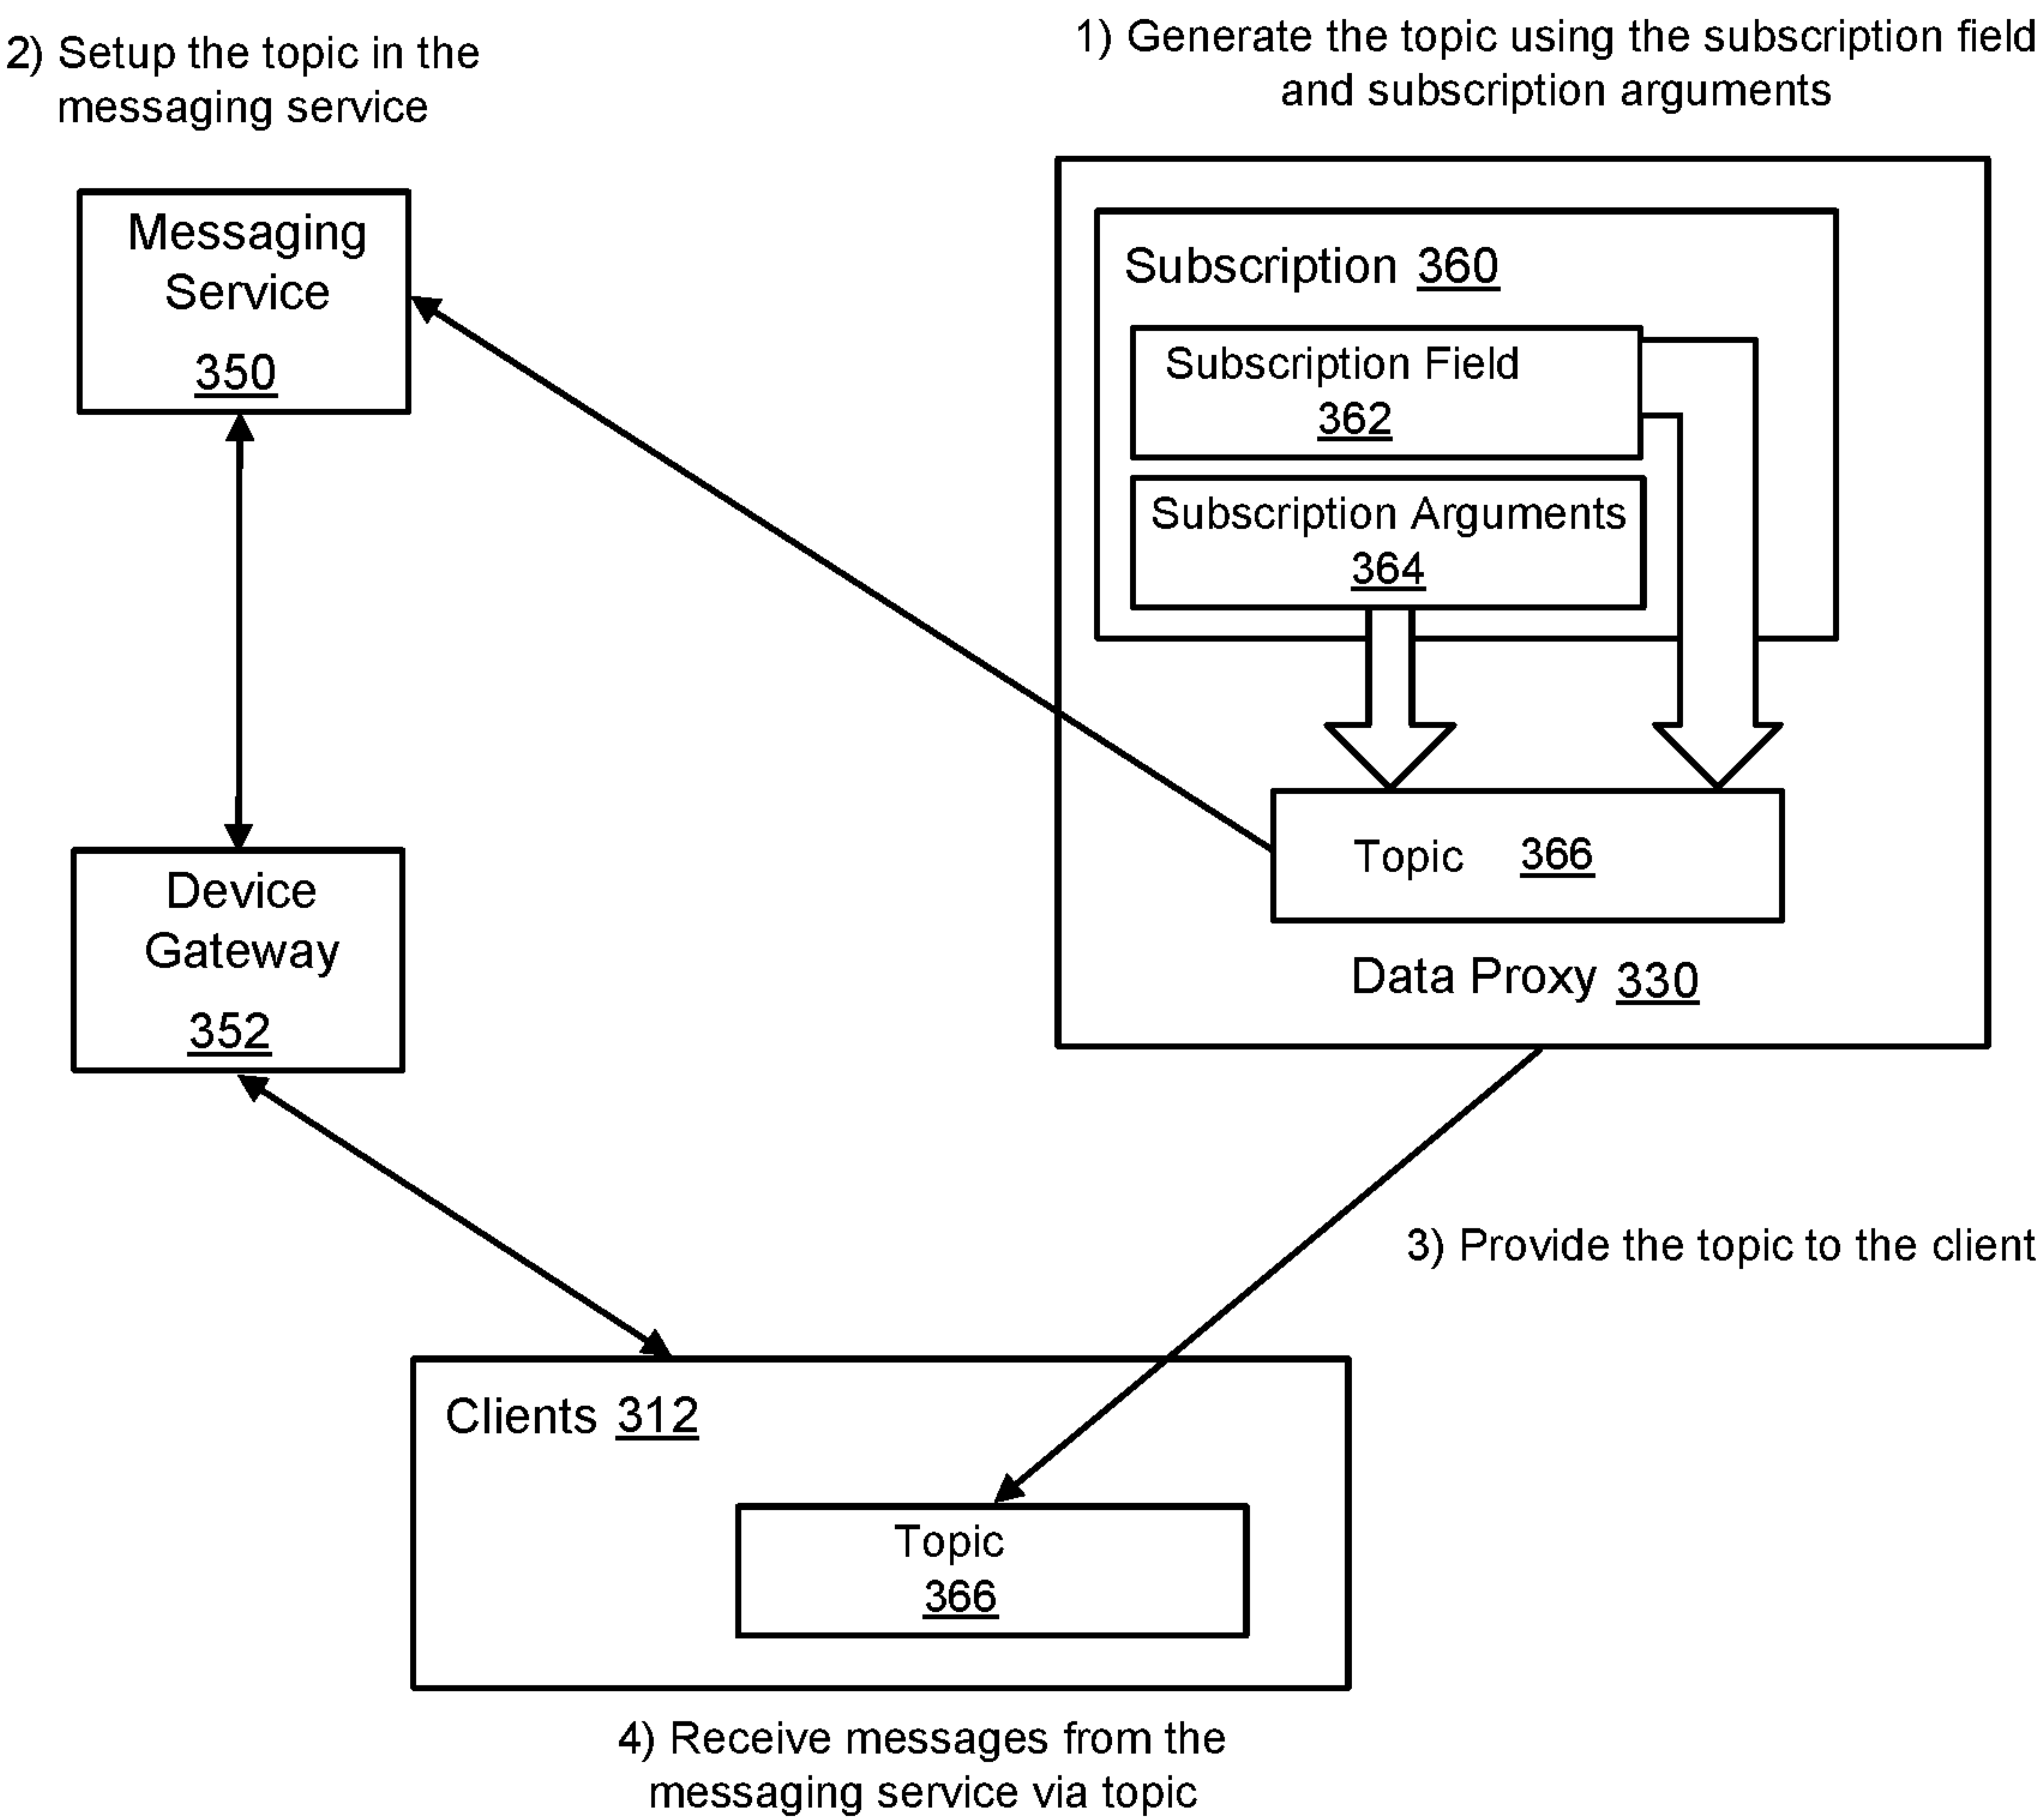 2) Setup the topic in the
messaging service
1) Generate the topic using the subscription field
and subscription arguments
Messaging
Service
350
Subscription 360
Subscription Field
362
Subscription Arguments
364
Topic 366
Data Proxy 330
Device
Gateway
352
3) Provide the topic to the client
Clients 312
Topic
366
4) Receive messages from the
messaging service via topic